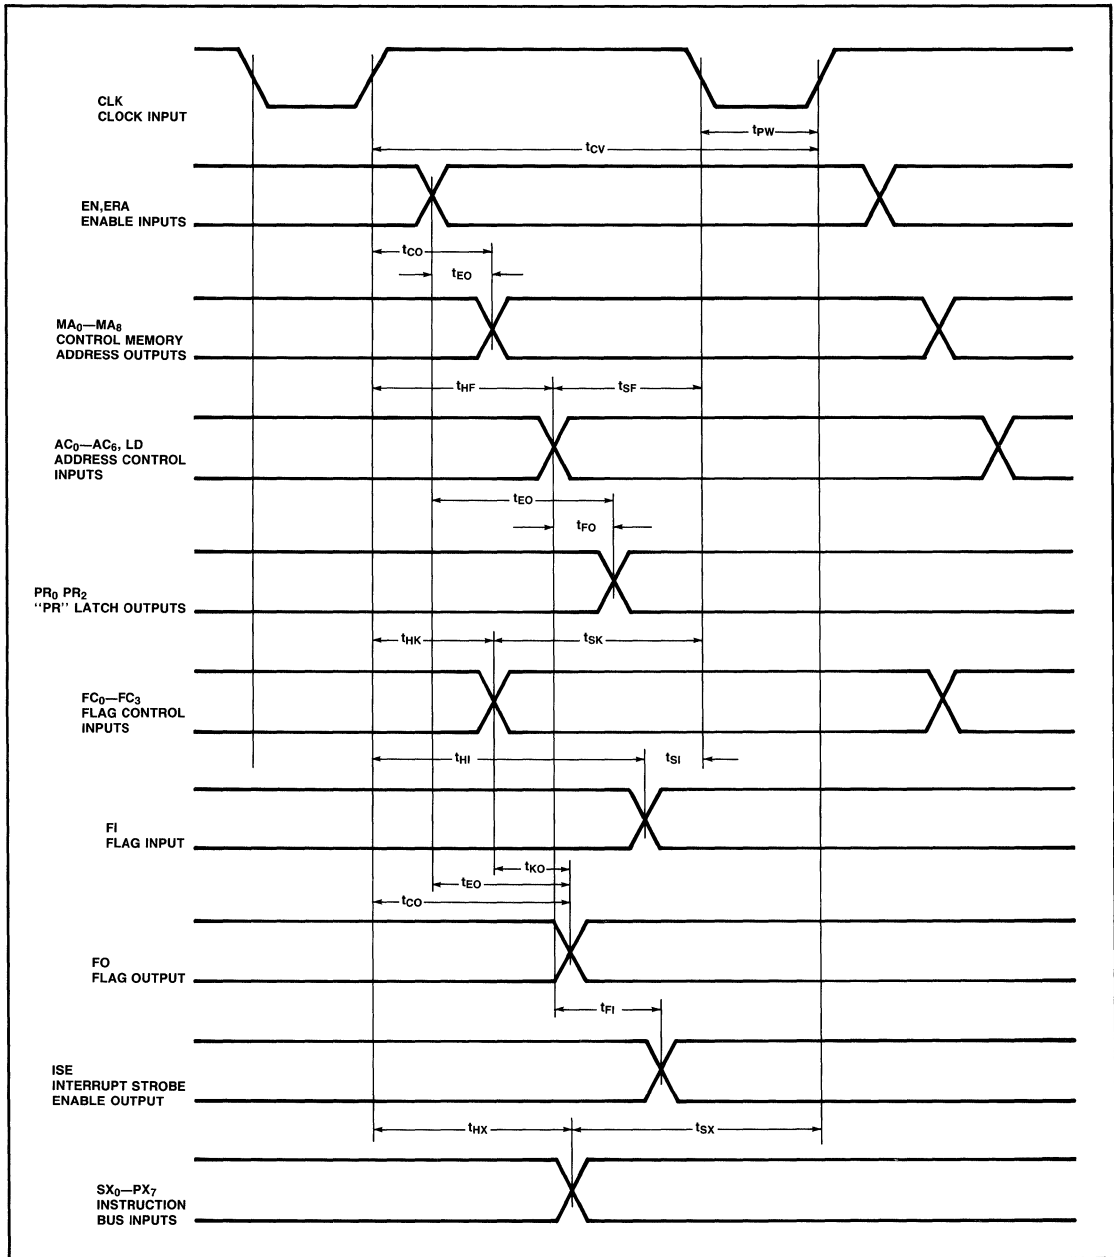 CLK
CLOCK INPUT
tPW
tCV
EN,ERA
ENABLE INPUTS
tCO
tEO
MA0—MA8
CONTROL MEMORY
ADDRESS OUTPUTS
tHF
tSF
AC0—AC6, LD
ADDRESS CONTROL
INPUTS
tEO
tFO
PR0 PR2
"PR" LATCH OUTPUTS
tHK
tSK
FC0—FC3
FLAG CONTROL
INPUTS
tHI
tSI
FI
FLAG INPUT
tKO
tEO
tCO
FO
FLAG OUTPUT
tFI
ISE
INTERRUPT STROBE
ENABLE OUTPUT
tHX
tSX
SX0—PX7
INSTRUCTION
BUS INPUTS